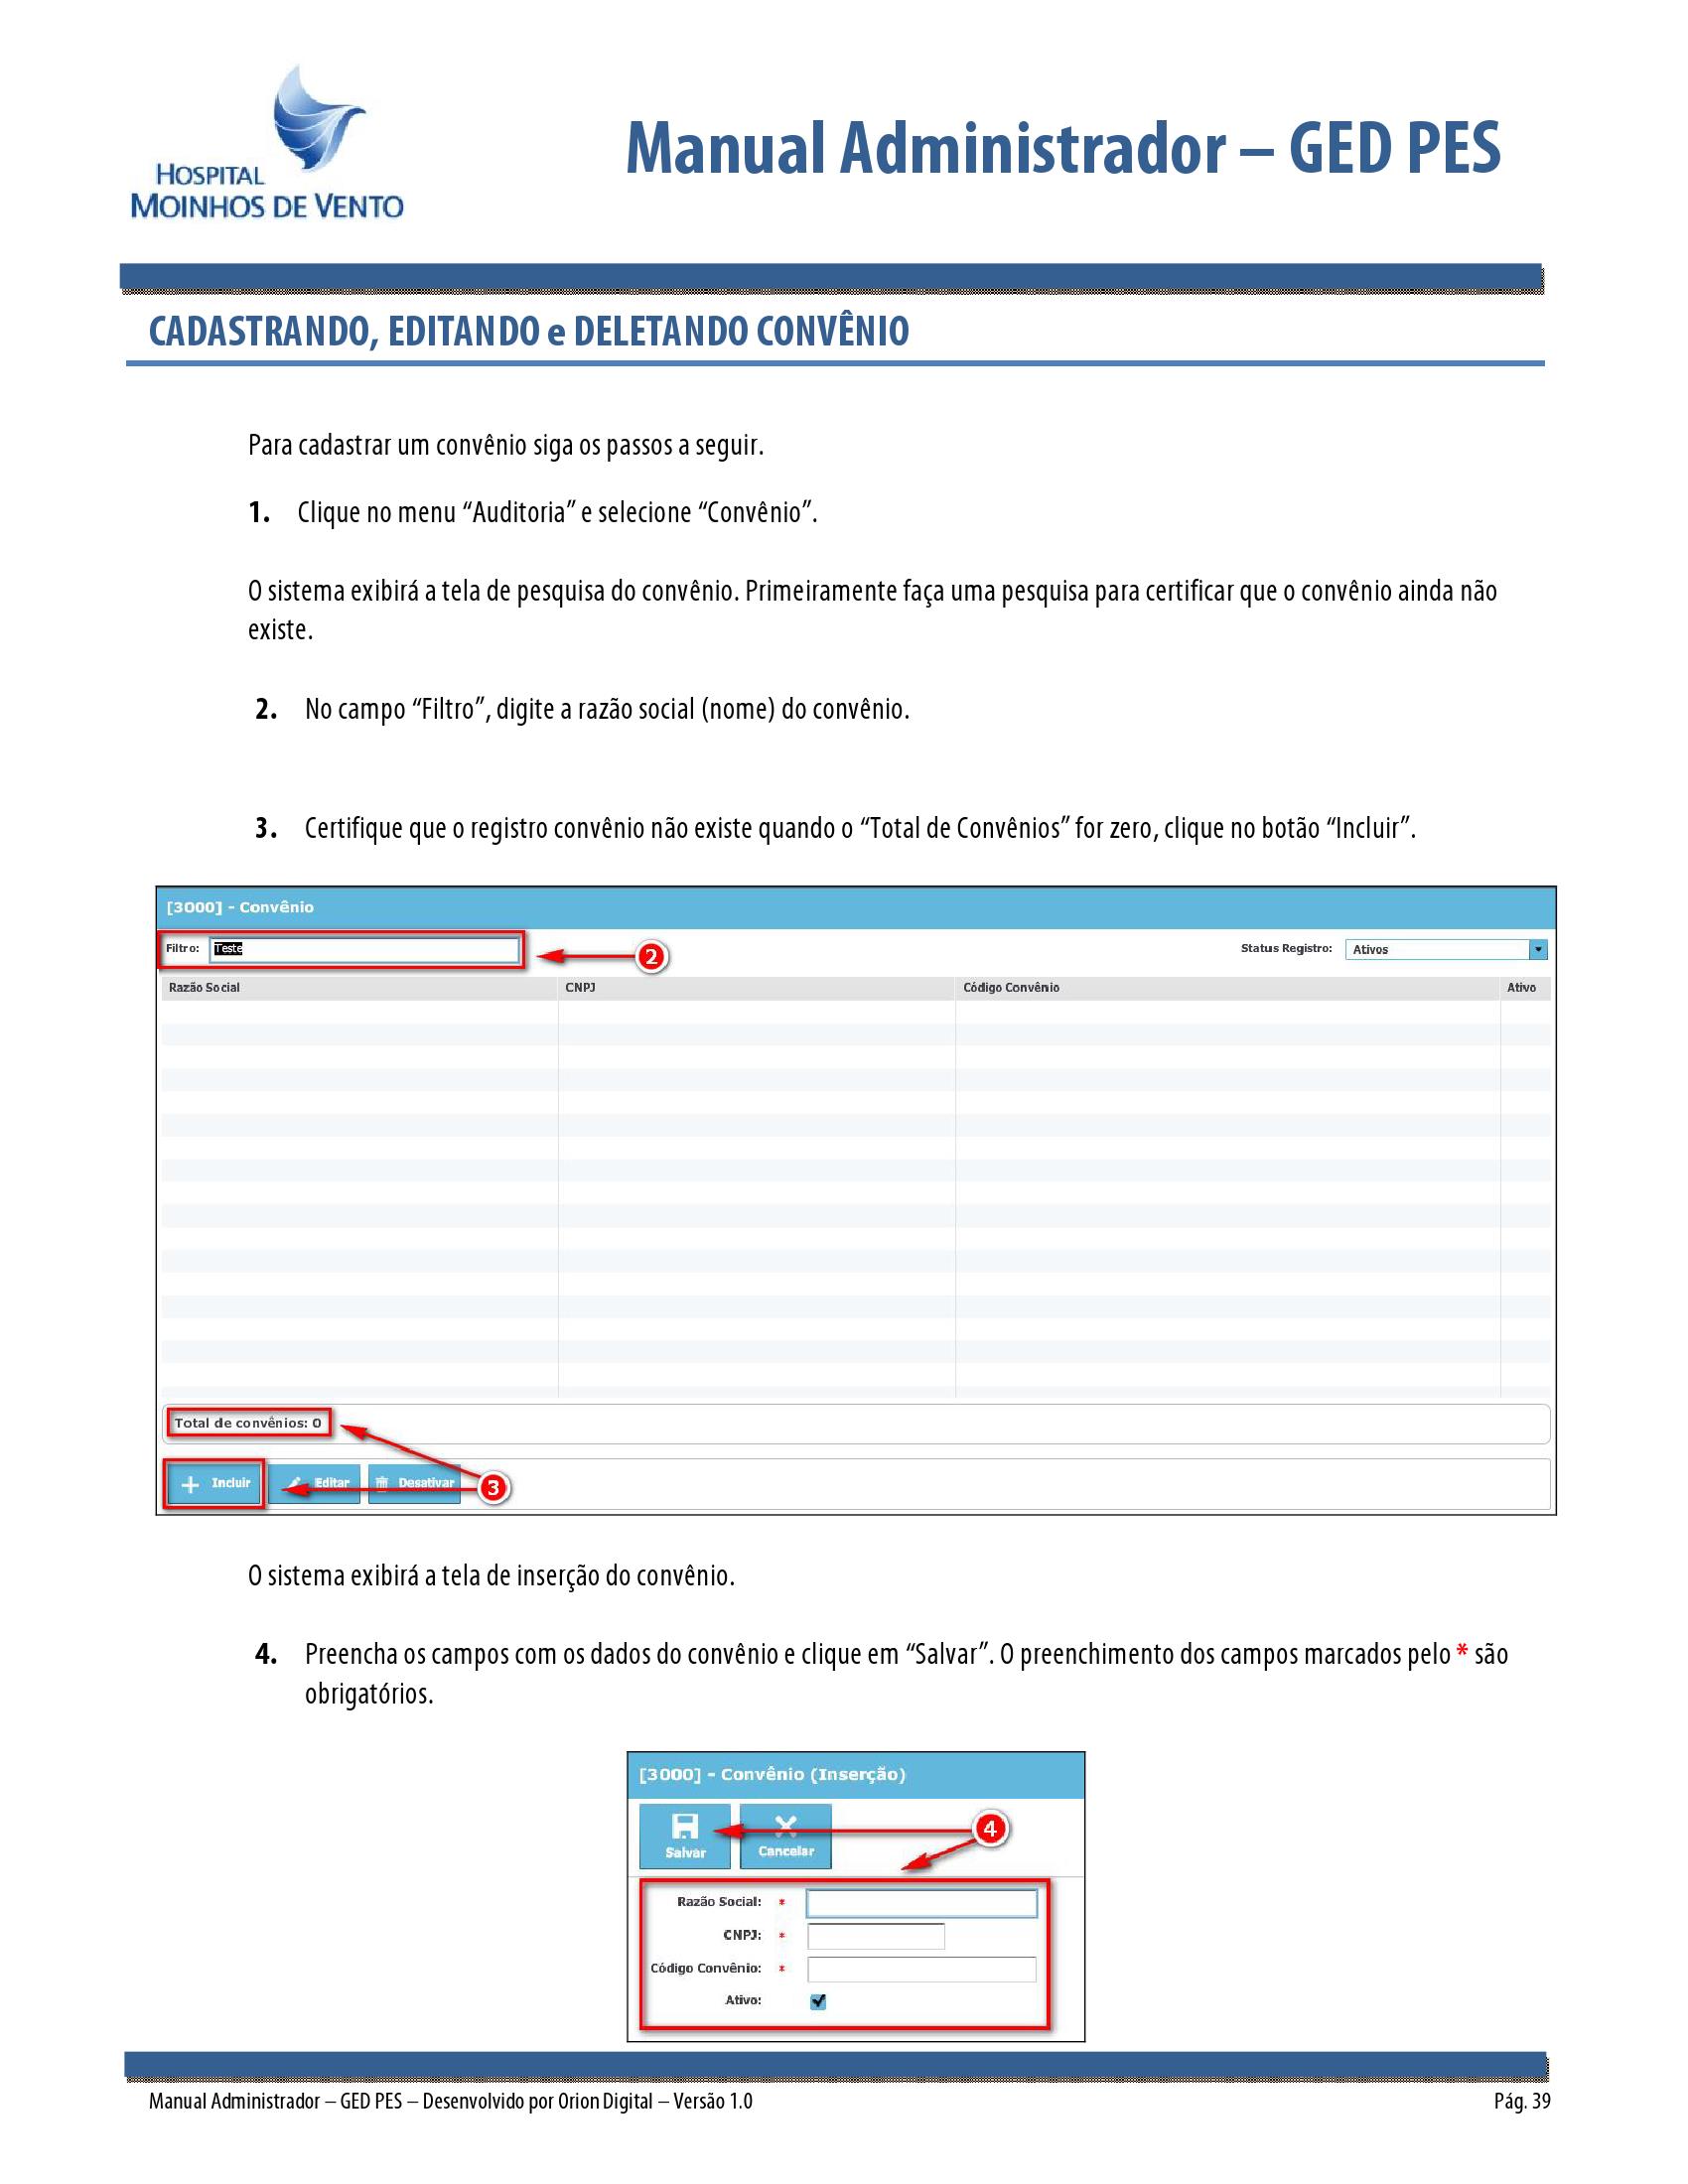 HOSPITAL
MOINHOS DE VENTO
Manual Administrador – GED PES
CADASTRANDO, EDITANDO e DELETANDO CONVÊNIO
Para cadastrar um convênio siga os passos a seguir.
1. Clique no menu “Auditoria” e selecione “Convênio”.
O sistema exibirá a tela de pesquisa do convênio. Primeiramente faça uma pesquisa para certificar que o convênio ainda não
existe.
2. No campo “Filtro”, digite a razão social (nome) do convênio.
3. Certifique que o registro convênio não existe quando o “Total de Convênios” for zero, clique no botão “Incluir”.
[3000] - Convênio
Filtro: Teste 2 Status Registro: Ativos
Razão Social CNPJ Código Convênio Ativo
Total de convênios: 0
Incluir Editar Desativar 3
O sistema exibirá a tela de inserção do convênio.
4. Preencha os campos com os dados do convênio e clique em “Salvar”. O preenchimento dos campos marcados pelo * são
obrigatórios.
[3000] - Convênio (Inserção)
4
Salvar Cancelar
Razão Social: *
CNPJ: *
Código Convênio: *
Ativo:
Manual Administrador – GED PES – Desenvolvido por Orion Digital – Versão 1.0 Pág. 39